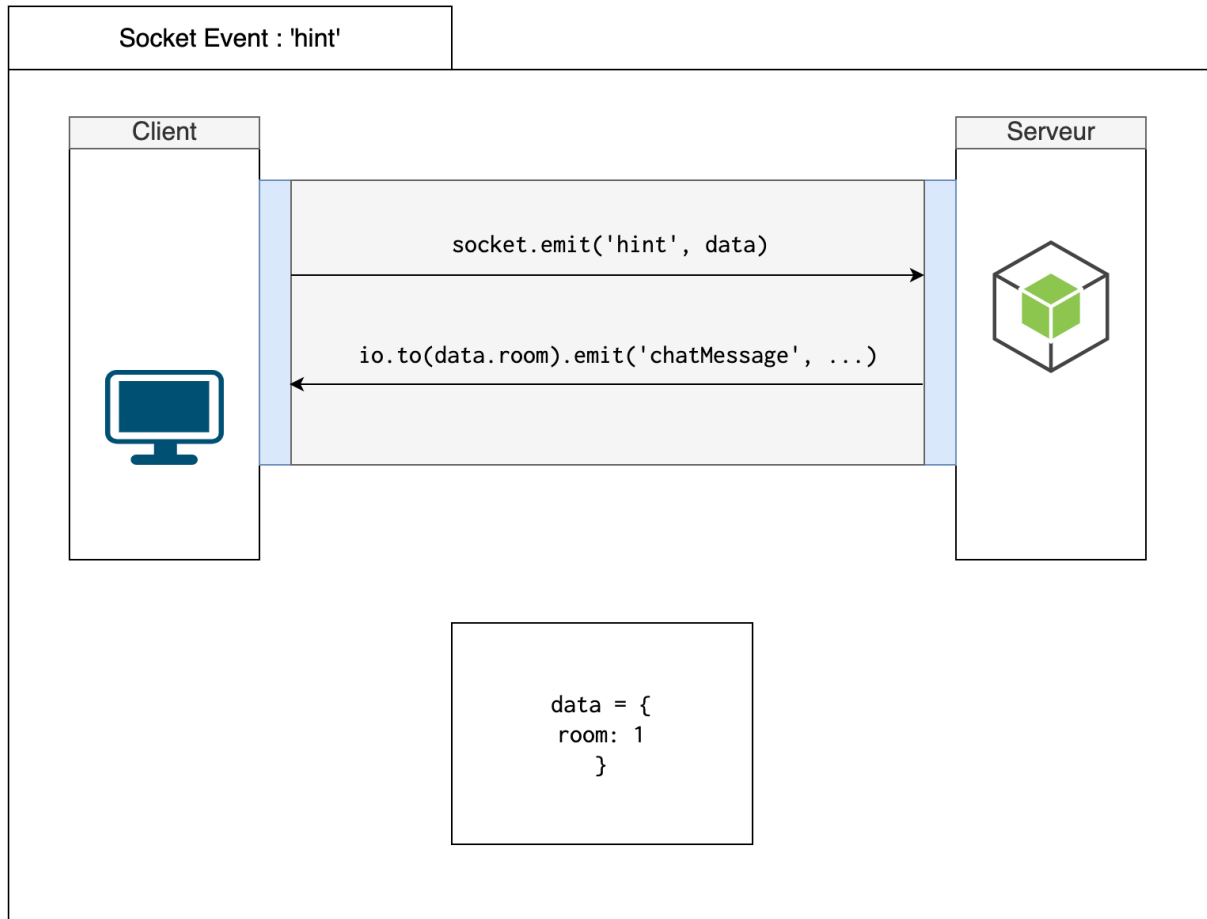 Socket Event : 'hint'
Client
Serveur
socket.emit('hint', data)
io.to(data.room).emit('chatMessage', ...)
data = {
room: 1
}